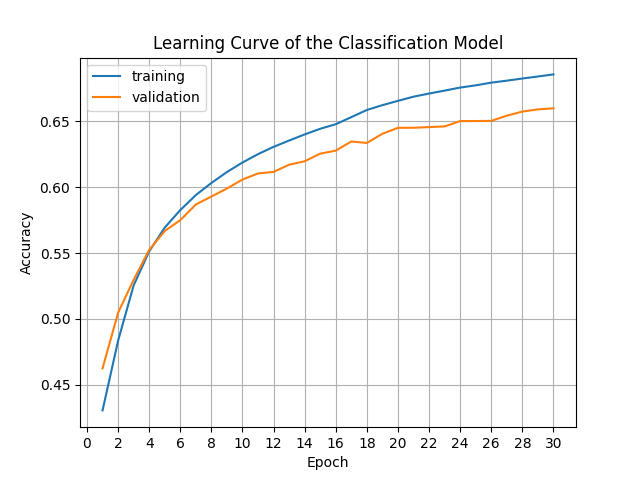 Learning Curve of the Classification Model
training
validation
0.65
0.60
0.55
0.50
0.45
Accuracy
0 2 4 6 8 10 12 14 16 18 20 22 24 26 28 30
Epoch